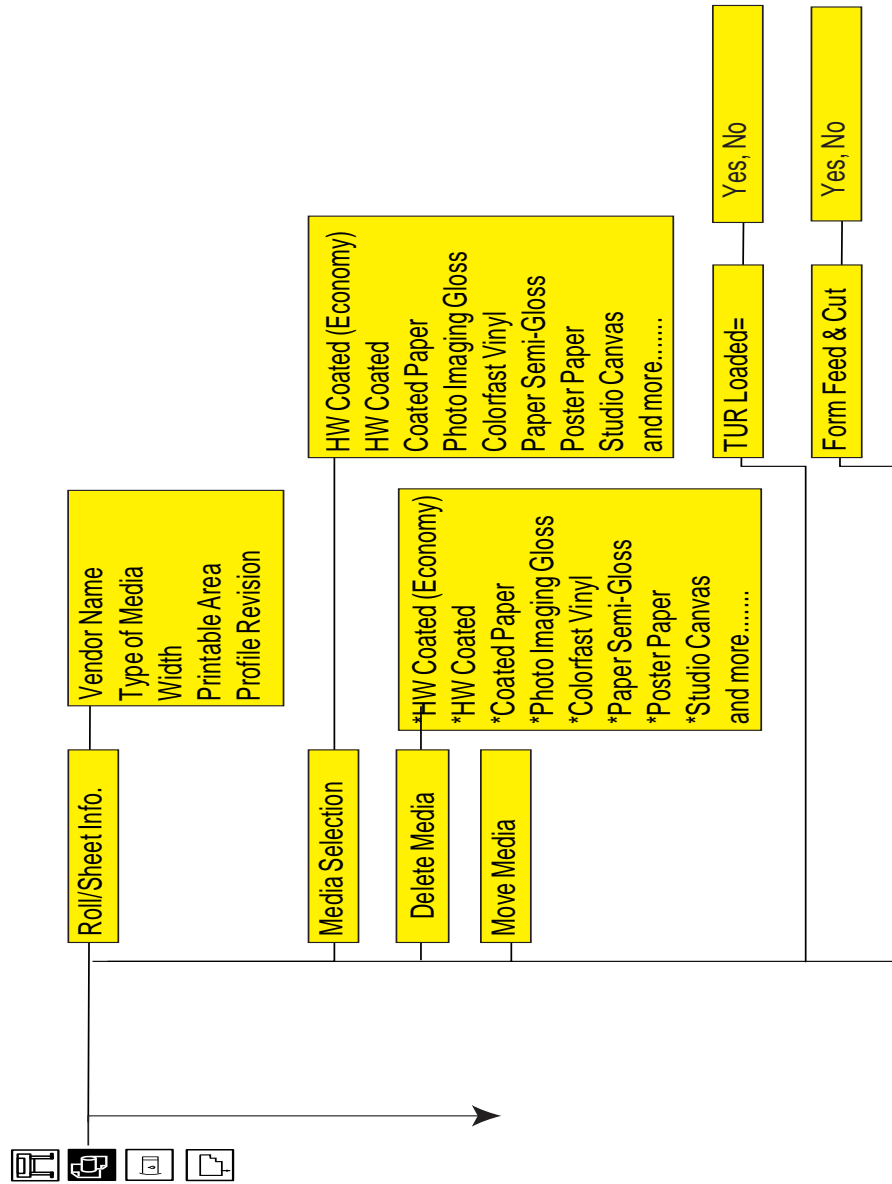 Roll/Sheet Info.
Vendor Name
Type of Media
Width
Printable Area
Profile Revision
Media Selection
HW Coated (Economy)
HW Coated
Coated Paper
Photo Imaging Gloss
Colorfast Vinyl
Paper Semi-Gloss
Poster Paper
Studio Canvas
and more........
Delete Media
*HW Coated (Economy)
*HW Coated
*Coated Paper
*Photo Imaging Gloss
*Colorfast Vinyl
*Paper Semi-Gloss
*Poster Paper
*Studio Canvas
and more........
Move Media
TUR Loaded=
Yes, No
Form Feed & Cut
Yes, No